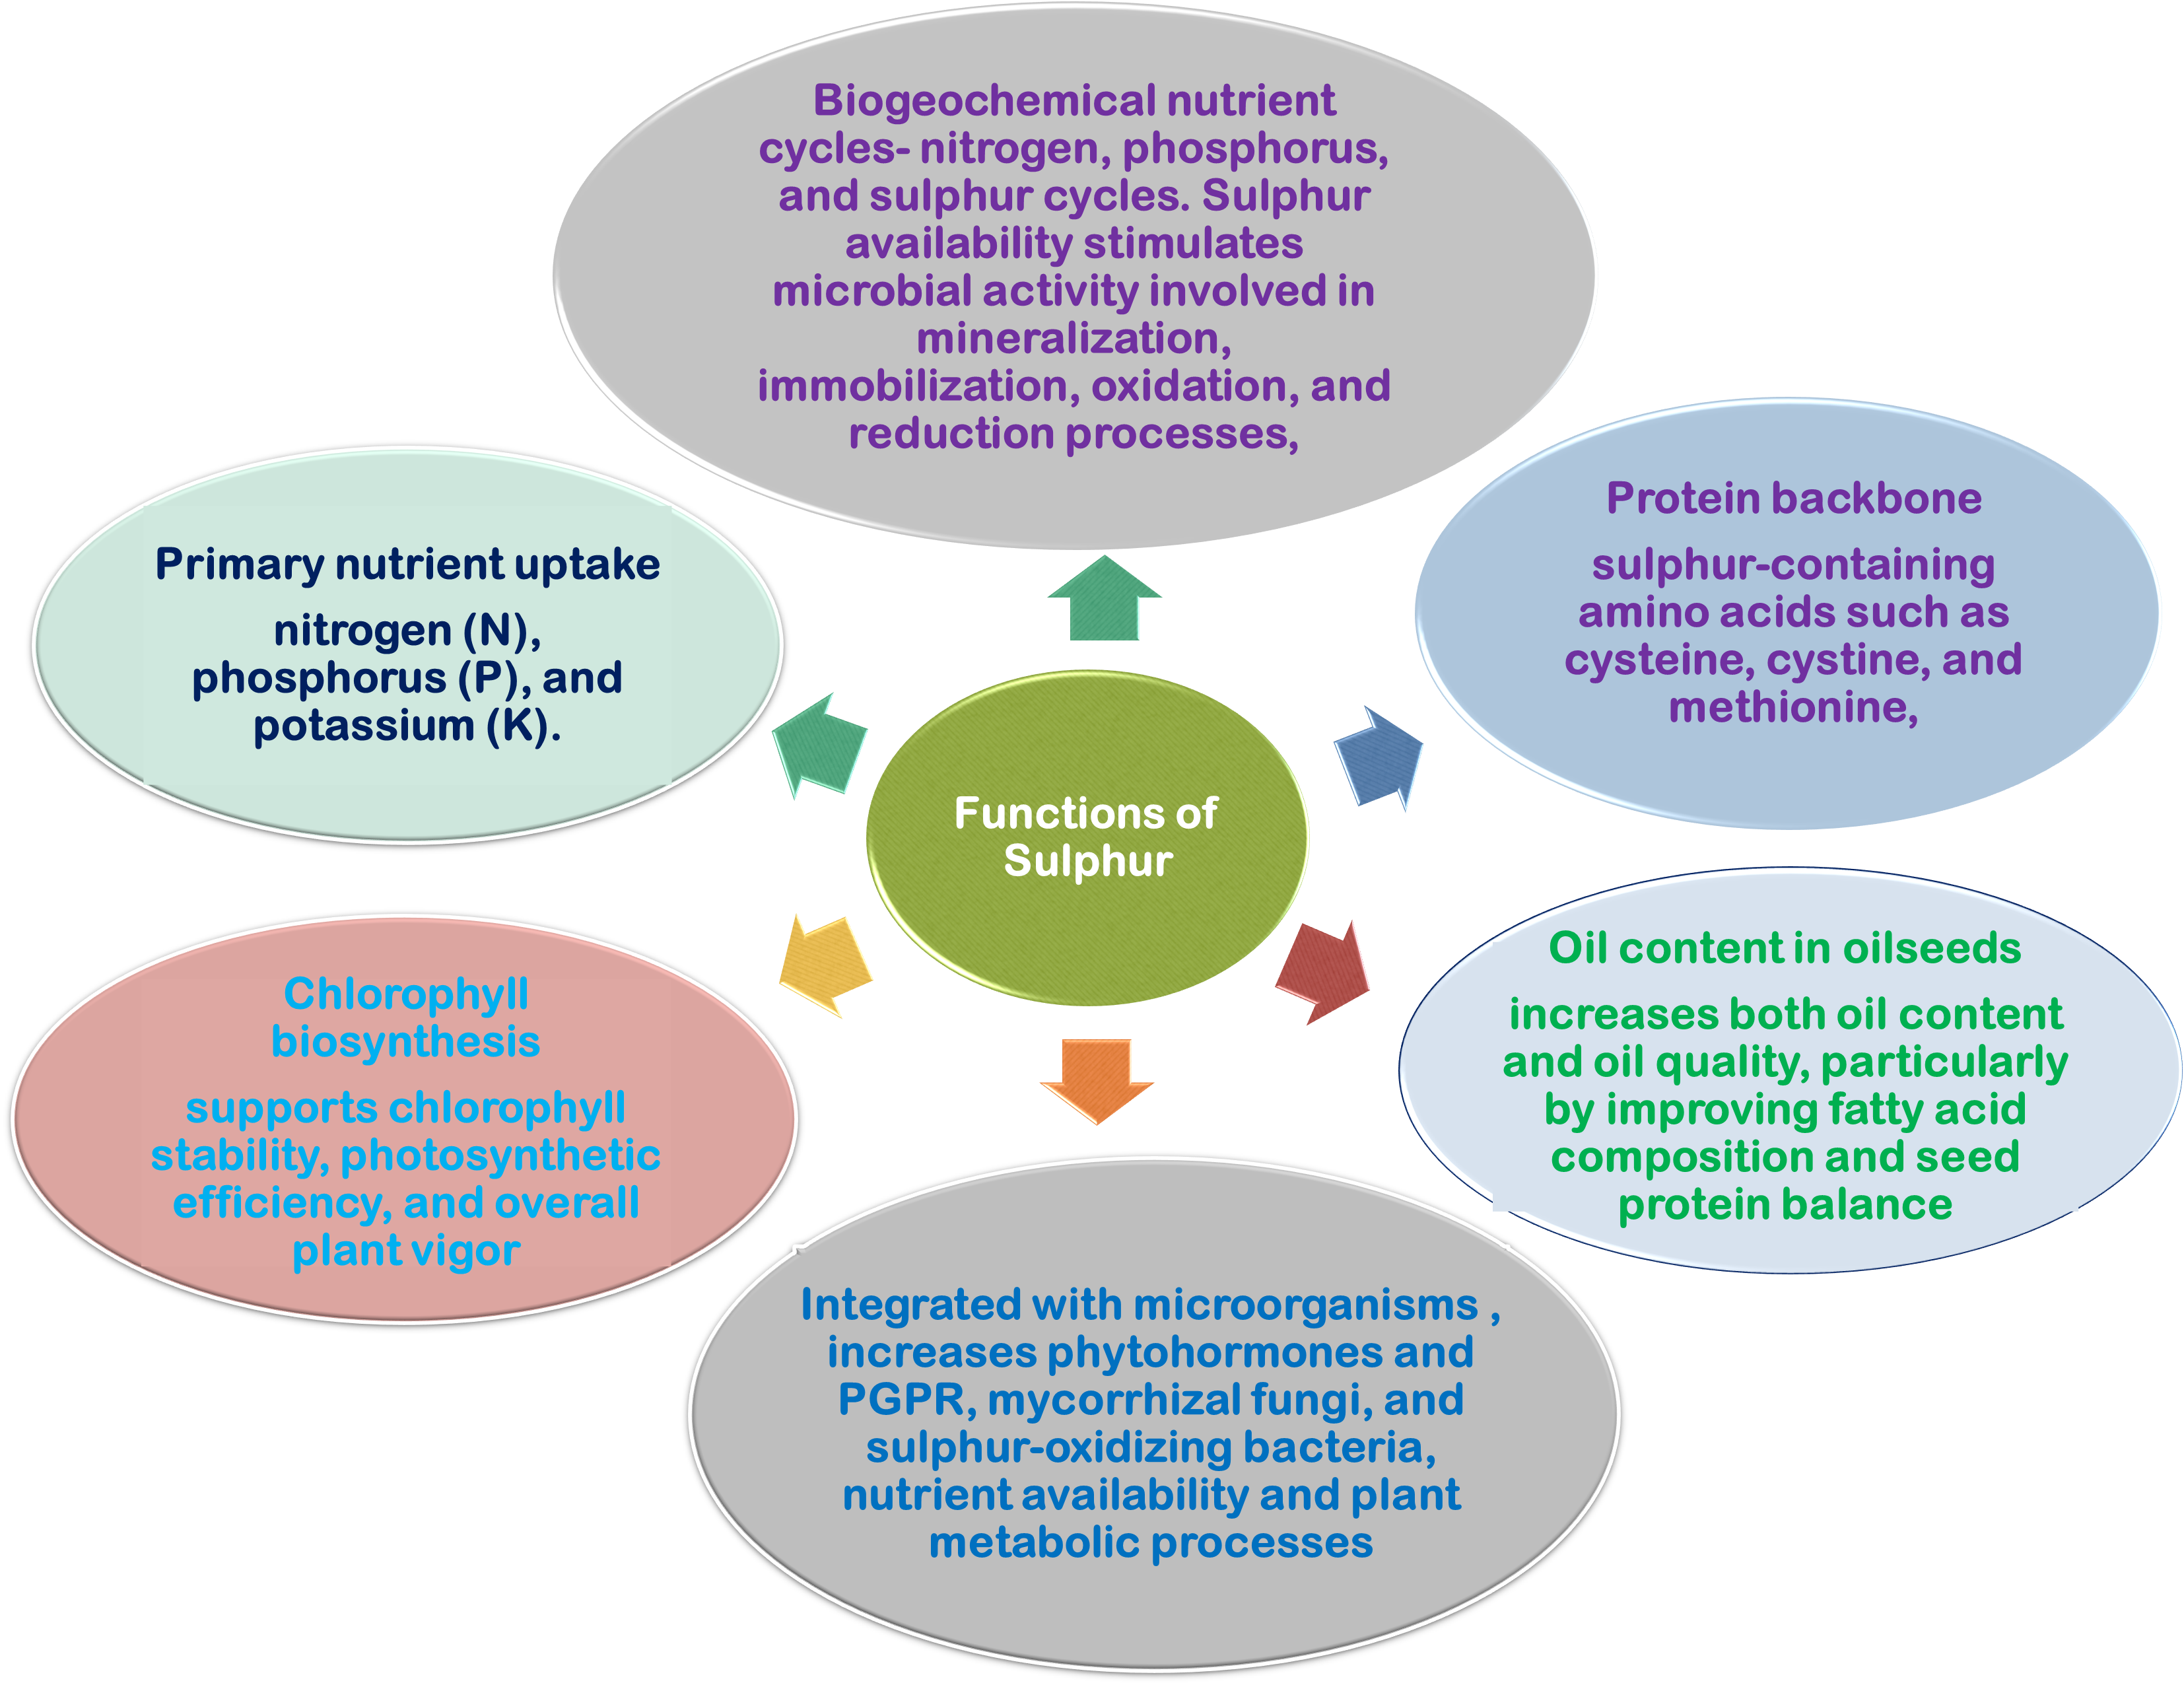 Biogeochemical nutrient
cycles- nitrogen, phosphorus,
and sulphur cycles. Sulphur
availability stimulates
microbial activity involved in
mineralization,
immobilization, oxidation, and
reduction processes,
Protein backbone
sulphur-containing
amino acids such as
cysteine, cystine, and
methionine,
Primary nutrient uptake
nitrogen (N),
phosphorus (P), and
potassium (K).
Functions of
Sulphur
Oil content in oilseeds
increases both oil content
and oil quality, particularly
by improving fatty acid
composition and seed
protein balance
Chlorophyll
biosynthesis
supports chlorophyll
stability, photosynthetic
efficiency, and overall
plant vigor
Integrated with microorganisms ,
increases phytohormones and
PGPR, mycorrhizal fungi, and
sulphur-oxidizing bacteria,
nutrient availability and plant
metabolic processes